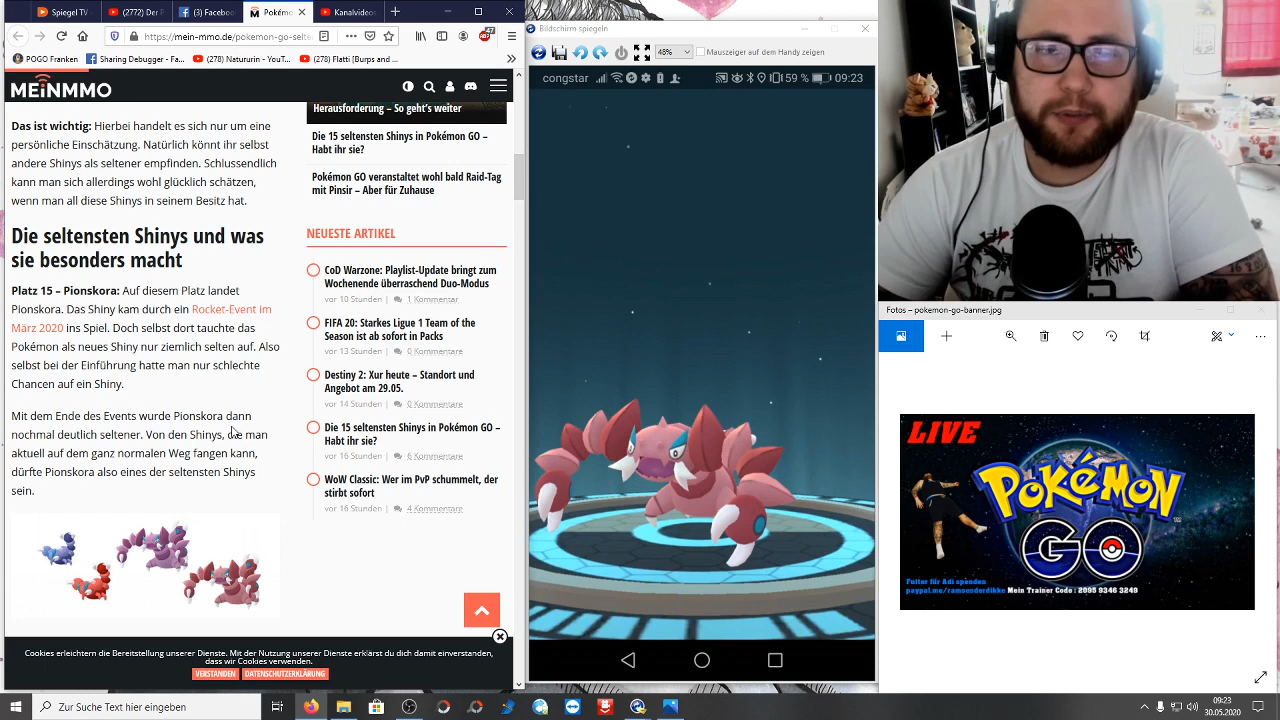 Spiegel TV -
(2772) Der F
(3) Facebook
Pokémo
Kanalvideos
https://mein-mmo.de/pokemon-go-selte
47
POGO Franken
Sharing Debugger - Fa...
(278) Natururin - YouT...
(278) Flatti [Burps and ...
MEiNMMO
Das ist wichtig: Hierbei handelt es sich nur um eine
persönliche Einschätzung. Natürlich könnt ihr selbst
andere Shinys als seltener empfinden. Schlussendlich
kann man sich allerdings wohl glücklich schätzen,
wenn man all diese Shinys in seinem Besitz hat.
Die seltensten Shinys und was
sie besonders macht
Platz 15 – Pionskora: Auf diesem Platz landet
Pionskora. Das Shiny kam durch ein Rocket-Event im
März 2020 ins Spiel. Doch selbst dort tauchte das
Pokémon als neues Shiny nur ziemlich selten auf. Also
selbst bei der Einführung hatte man nur schlechte
Chancen auf ein Shiny.
Mit dem Ende des Events wurde Pionskora dann
nochmal deutlich seltener. Von den Shinys, die man
aktuell auf dem ganz normalen Weg fangen kann,
dürfte Pionskora also eines der seltensten Shinys
sein.
Herausforderung – So geht's weiter
Die 15 seltensten Shinys in Pokémon GO –
Habt ihr sie?
Pokémon GO veranstaltet wohl bald Raid-Tag
mit Pinsir – Aber für Zuhause
NEUESTE ARTIKEL
CoD Warzone: Playlist-Update bringt zum
Wochenende überraschend Duo-Modus
vor 10 Stunden | 1 Kommentar
FIFA 20: Starkes Ligue 1 Team of the
Season ist ab sofort in Packs
vor 13 Stunden | 0 Kommentare
Destiny 2: Xur heute – Standort und
Angebot am 29.05.
vor 14 Stunden | 0 Kommentare
Die 15 seltensten Shinys in Pokémon GO –
Habt ihr sie?
vor 16 Stunden | 6 Kommentare
WoW Classic: Wer im PvP schummelt, der
stirbt sofort
vor 16 Stunden | 4 Kommentare
Cookies erleichtern die Bereitstellung unserer Dienste. Mit der Nutzung unserer Dienste erklärst du dich damit einverstanden,
dass wir Cookies verwenden.
VERSTANDEN DATENSCHUTZERKLÄRUNG
Bildschirm spiegeln
48%
Mauszeiger auf dem Handy zeigen
congstar
59 % 09:23
Fotos – pokemon-go-banner.jpg
LIVE
POKéMON
GO
Futter für Adi spenden
paypal.me/ramsesderdikke Mein Trainer Code : 2095 9346 3249
Zur Suche Text hier eingeben
09:23
30.05.2020